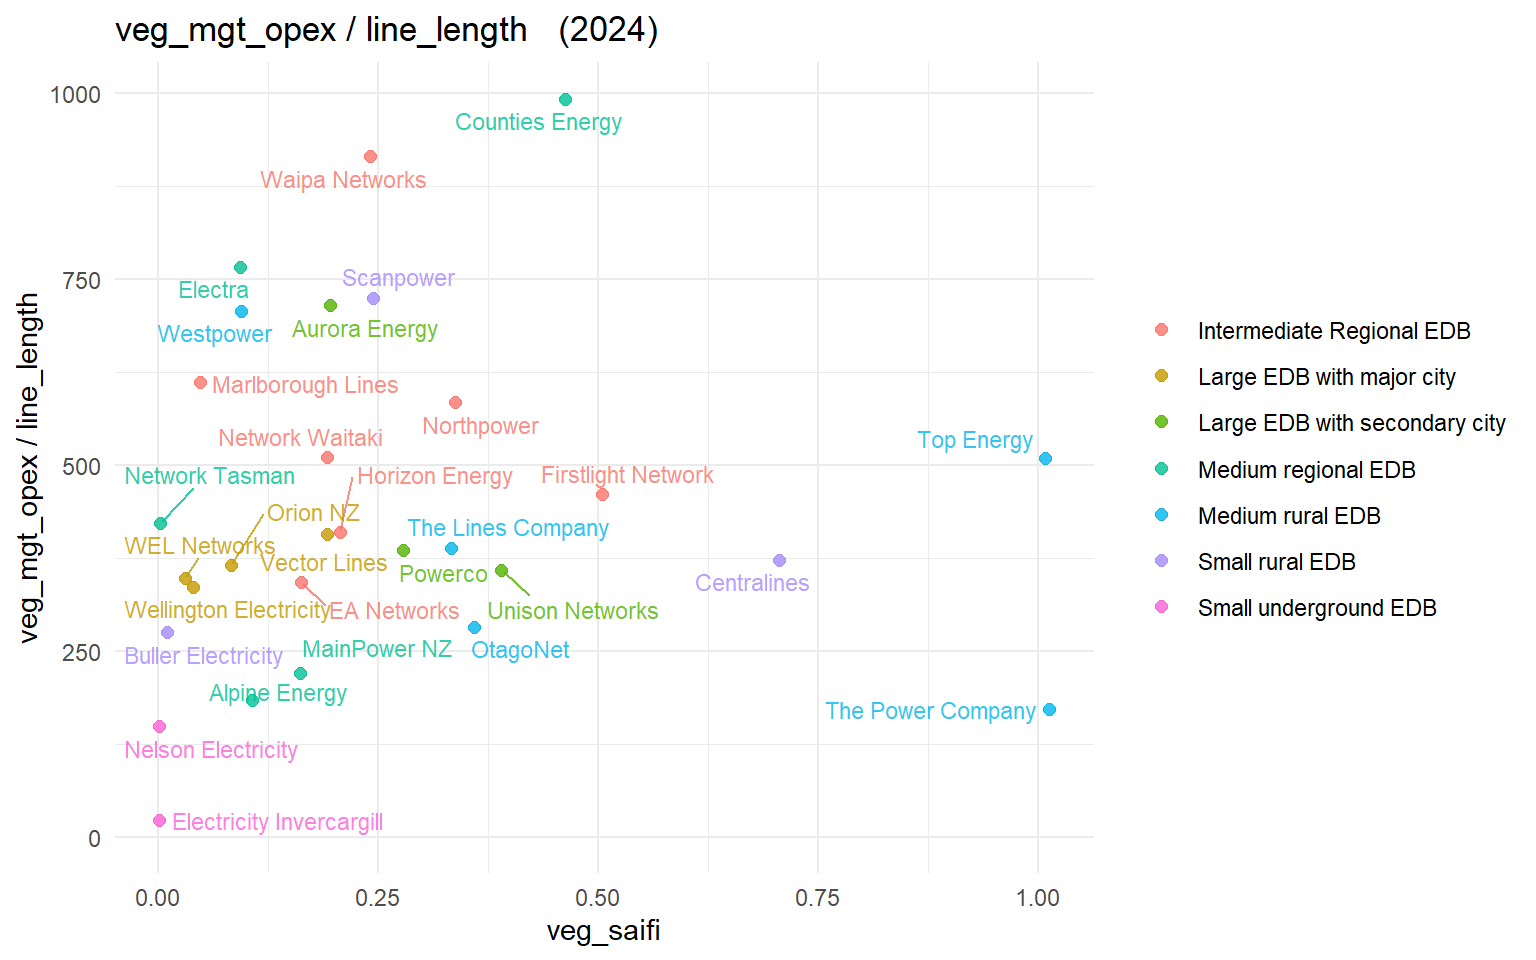 veg_mgt_opex / line_length (2024)
veg_mgt_opex / line_length
1000
750
500
250
0
Counties Energy
Waipa Networks
Scanpower
Electra
Aurora Energy
Westpower
Marlborough Lines
Northpower
Network Waitaki
Top Energy
Network Tasman
Horizon Energy
Firstlight Network
Orion NZ
The Lines Company
WEL Networks
Vector Lines
Powerco
Centralines
Wellington Electricity
EA Networks
Unison Networks
MainPower NZ
OtagoNet
Buller Electricity
Alpine Energy
The Power Company
Nelson Electricity
Electricity Invercargill
0.00
0.25
0.50
0.75
1.00
veg_saifi
Intermediate Regional EDB
Large EDB with major city
Large EDB with secondary city
Medium regional EDB
Medium rural EDB
Small rural EDB
Small underground EDB